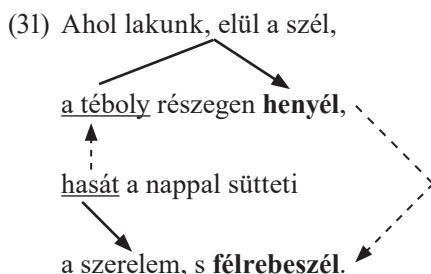 (31) Ahol lakunk, elül a szél,
a téboly részegen henyél,
hasát a nappal sütteti
a szerelem, s félrebeszél.